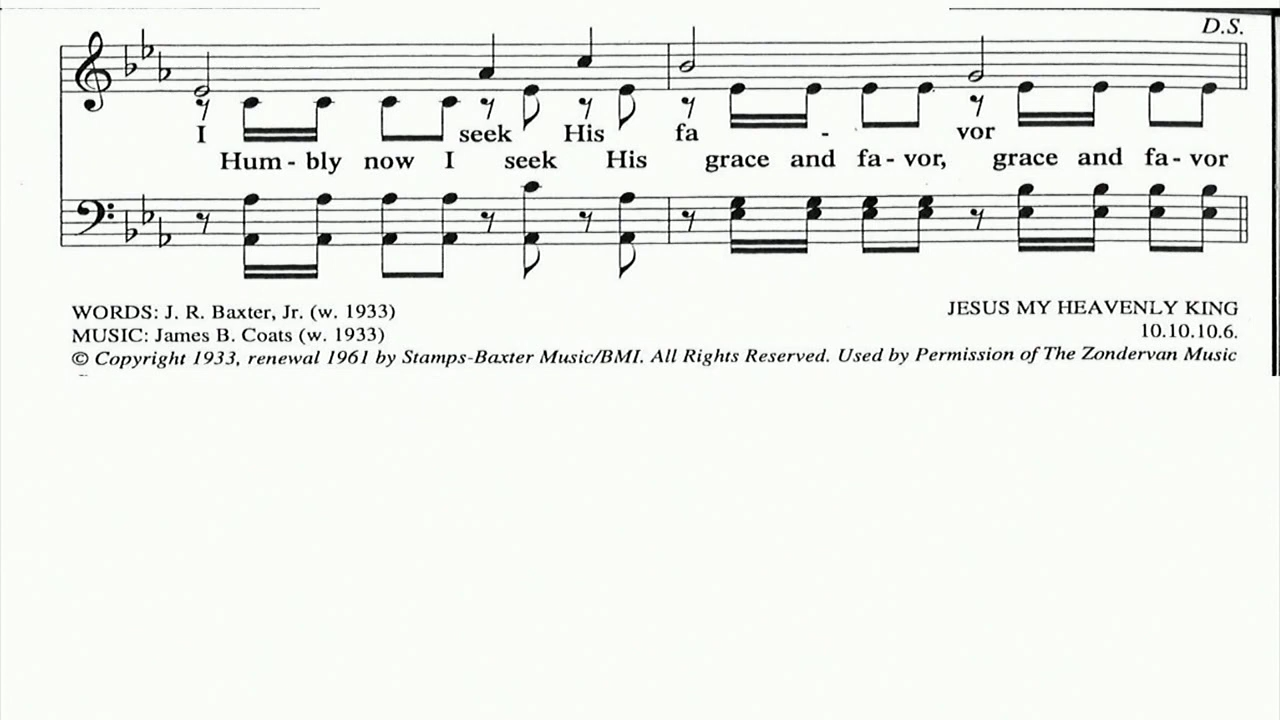 D.S.
I seek His fa - vor
Hum - bly now I seek His grace and fa - vor, grace and fa - vor
WORDS: J. R. Baxter, Jr. (w. 1933)
JESUS MY HEAVENLY KING
MUSIC: James B. Coats (w. 1933)
10.10.10.6.
© Copyright 1933, renewal 1961 by Stamps-Baxter Music/BMI. All Rights Reserved. Used by Permission of The Zondervan Music